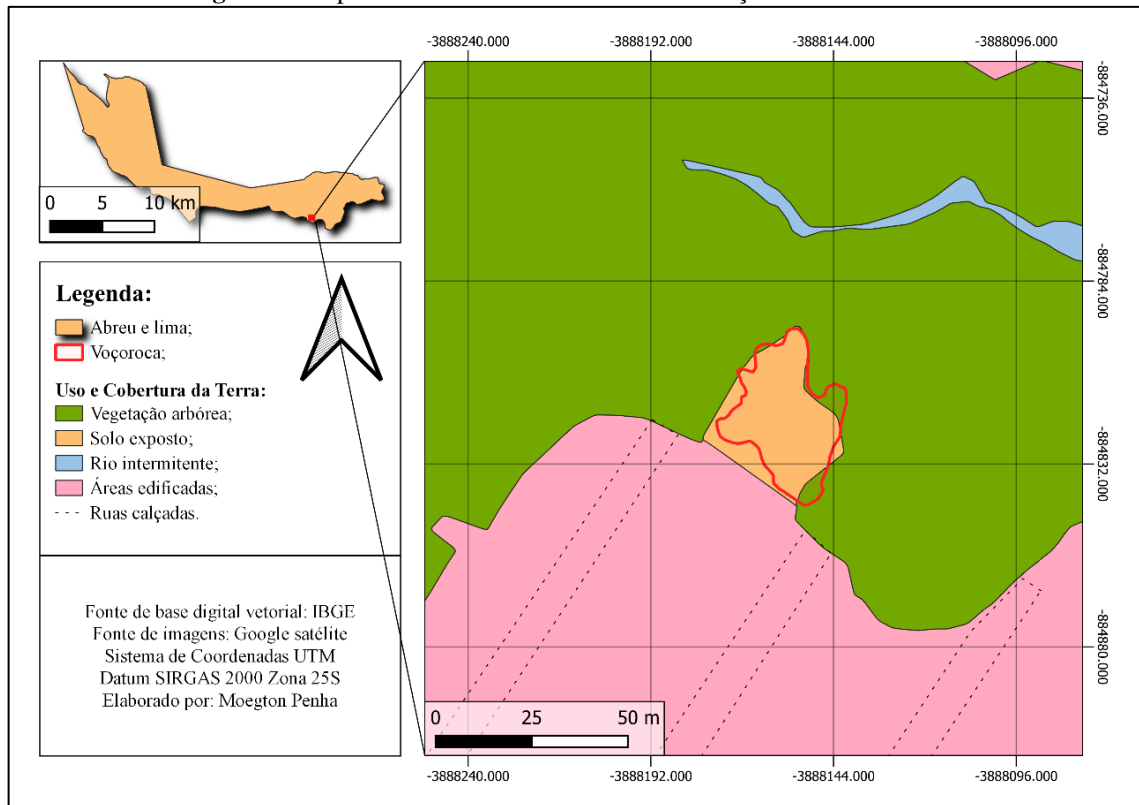 -3888240.000 -3888192.000 -3888144.000 -3888096.000
-884736.000
-884784.000
-884832.000
-884880.000
0 5 10 km
Legenda:
Abreu e lima;
Voçoroca;
Uso e Cobertura da Terra:
Vegetação arbórea;
Solo exposto;
Rio intermitente;
Áreas edificadas;
Ruas calçadas.
Fonte de base digital vetorial: IBGE
Fonte de imagens: Google satélite
Sistema de Coordenadas UTM
Datum SIRGAS 2000 Zona 25S
Elaborado por: Moegton Penha
0 25 50 m
-3888240.000 -3888192.000 -3888144.000 -3888096.000